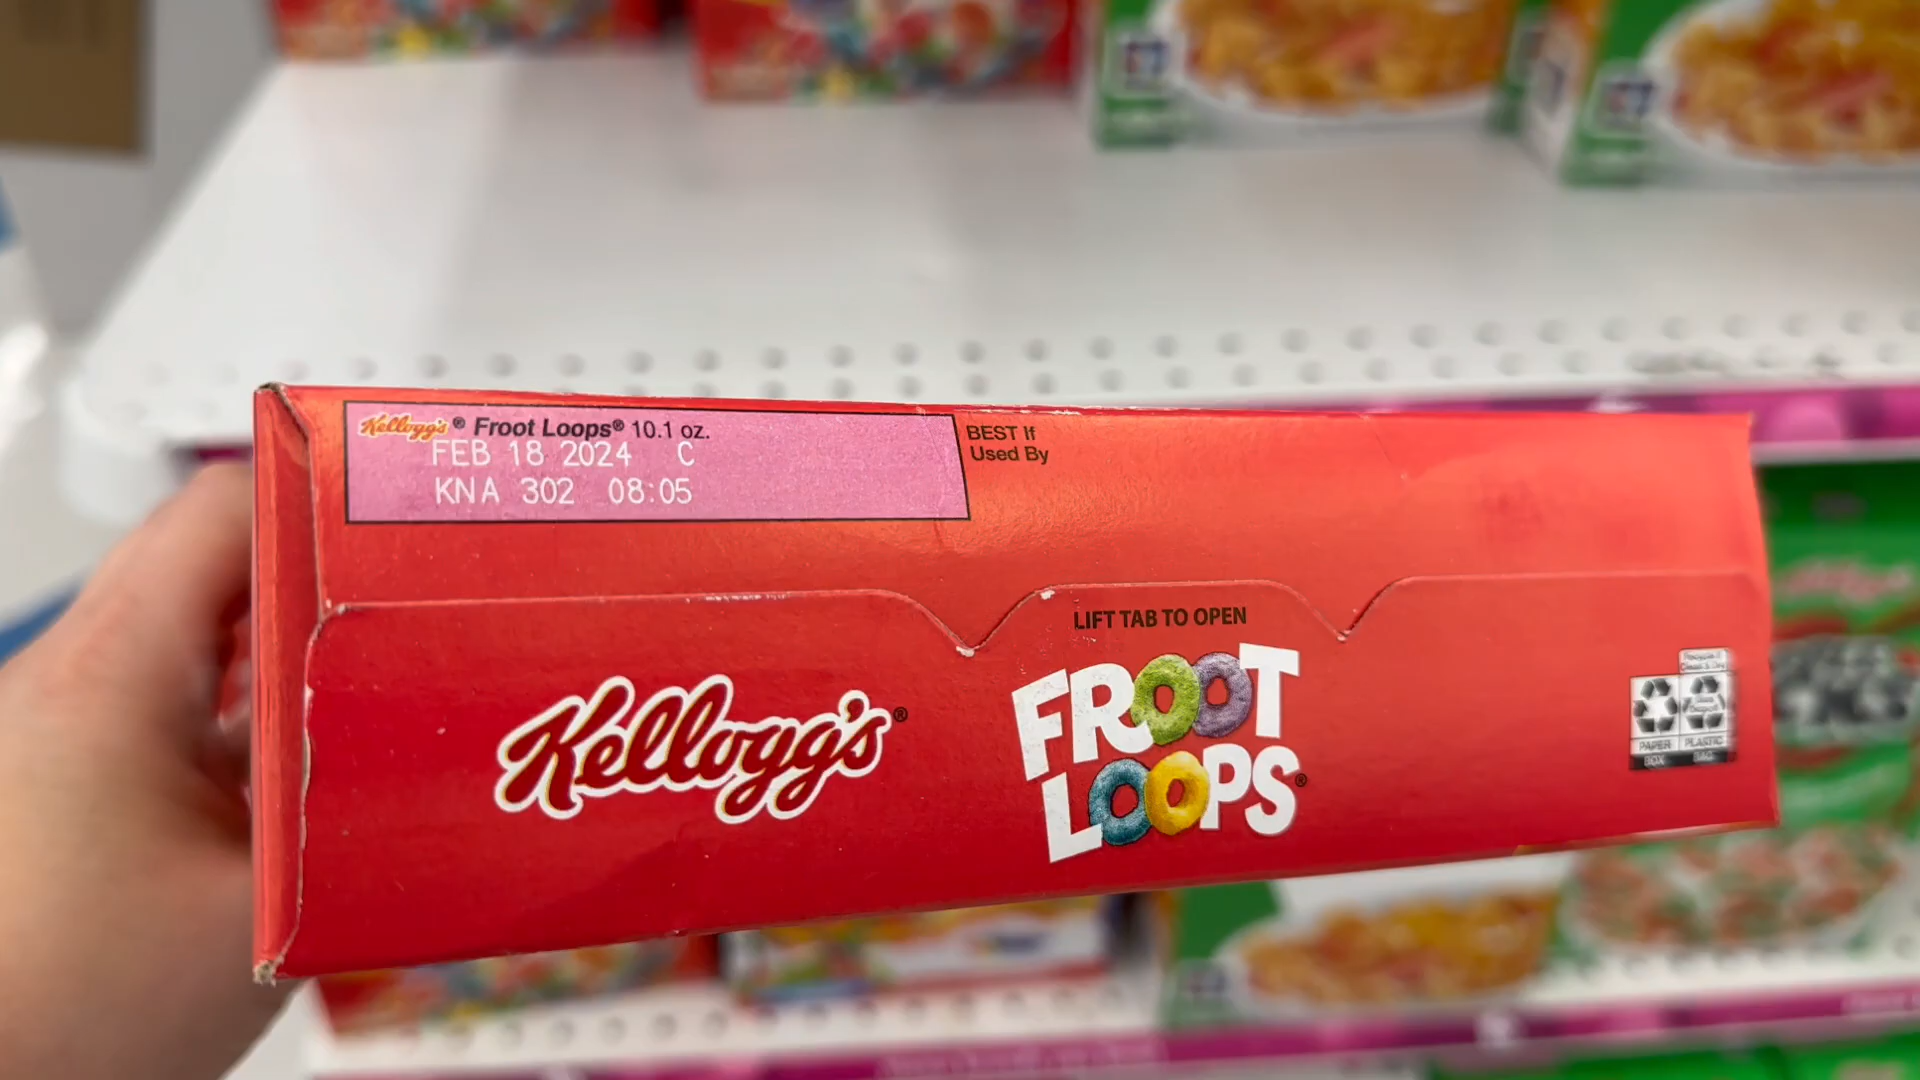 Kellogg's® Froot Loops® 10.1 oz.
FEB 18 2024 C
KNA 302 08:05
BEST If
Used By
LIFT TAB TO OPEN
Kellogg's®
FROOT
LOOPS®
PAPER PLASTIC
BOX BAG